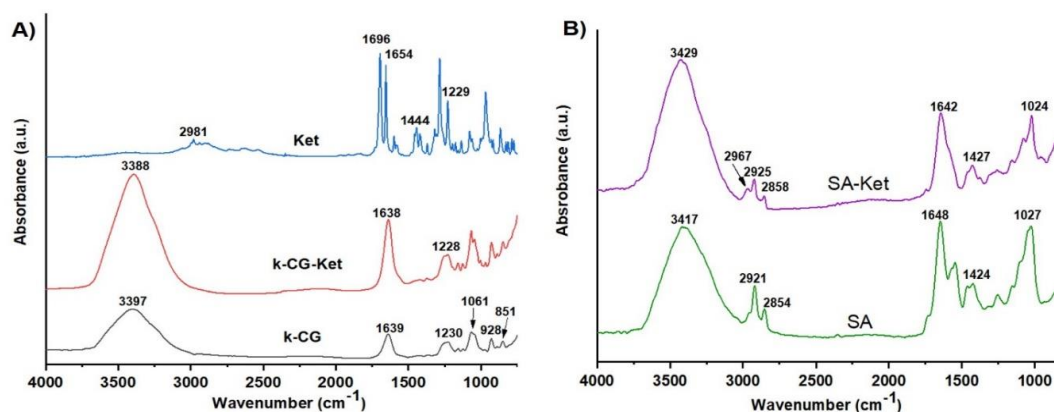 A)
Absorbance (a.u.)
1696
1654
2981
1444
1229
Ket
3388
1638
1228
k-CG-Ket
3397
1061
851
1639
1230
928
k-CG
4000 3500 3000 2500 2000 1500 1000
Wavenumber (cm-1)
B)
Absrobance (a.u.)
3429
1642
1024
2967
2925
2858
1427
SA-Ket
3417
1648
1027
2921
2854
1424
SA
4000 3500 3000 2500 2000 1500 1000
Wavenumber (cm-1)